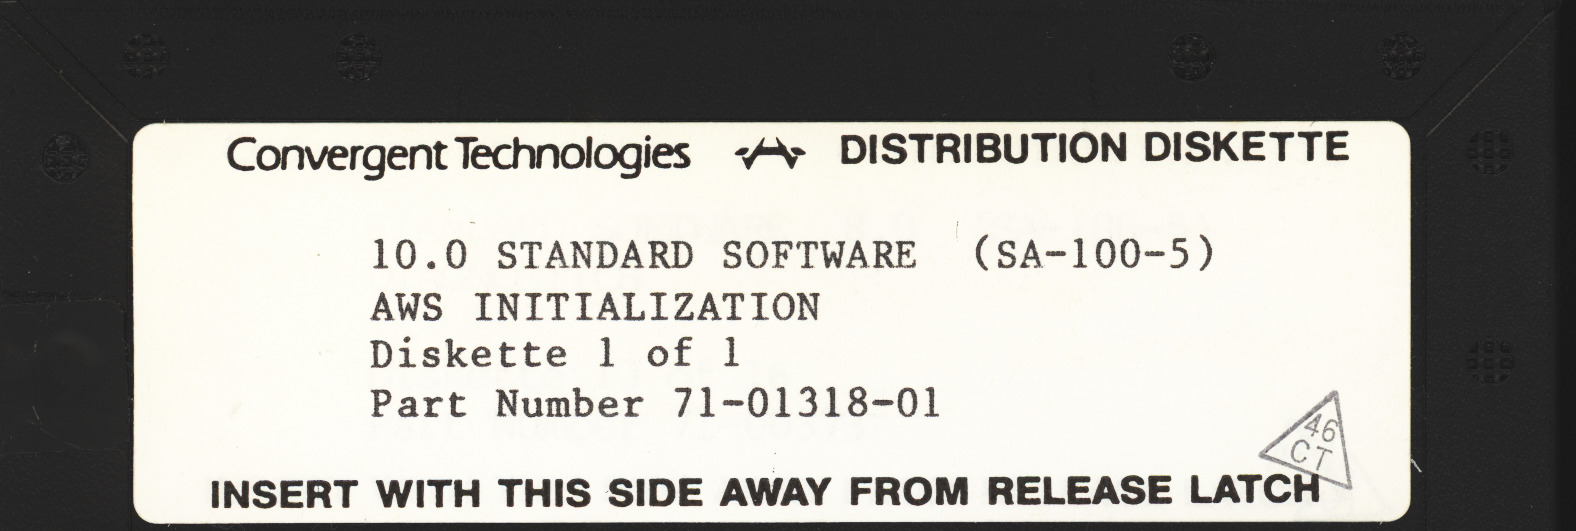 Convergent Technologies DISTRIBUTION DISKETTE
10.0 STANDARD SOFTWARE (SA-100-5)
AWS INITIALIZATION
Diskette 1 of 1
Part Number 71-01318-01
46
CT
INSERT WITH THIS SIDE AWAY FROM RELEASE LATCH